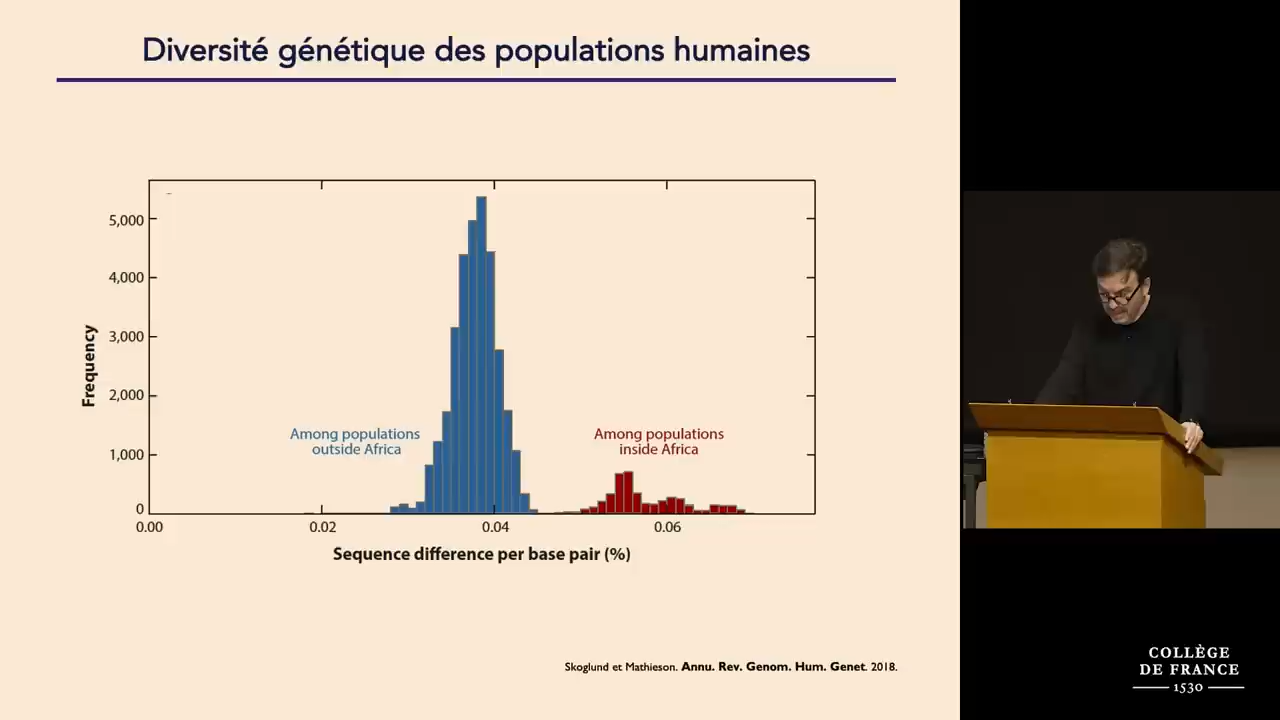 Diversité génétique des populations humaines
5,000
4,000
3,000
2,000
1,000
0
Frequency
Among populations
outside Africa
Among populations
inside Africa
0.00
0.02
0.04
0.06
Sequence difference per base pair (%)
Skoglund et Mathieson. Annu. Rev. Genom. Hum. Genet. 2018.
COLLÈGE
DE FRANCE
1530